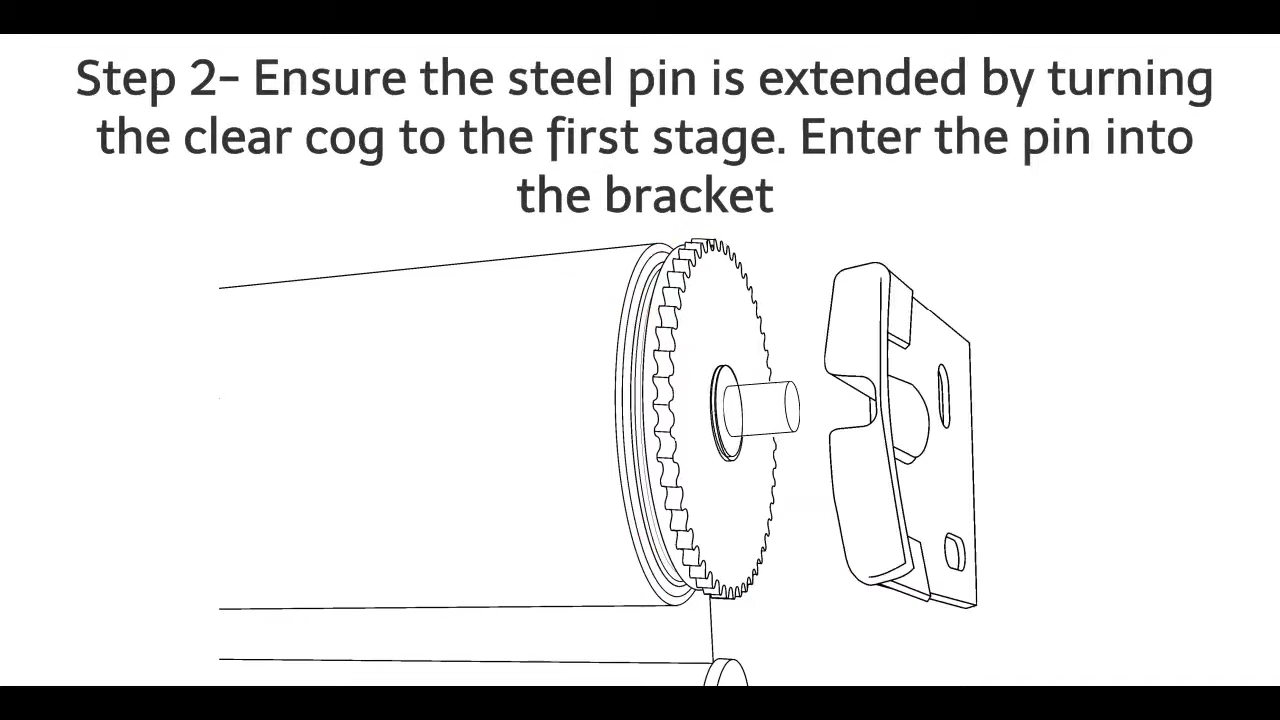 Step 2- Ensure the steel pin is extended by turning
the clear cog to the first stage. Enter the pin into
the bracket